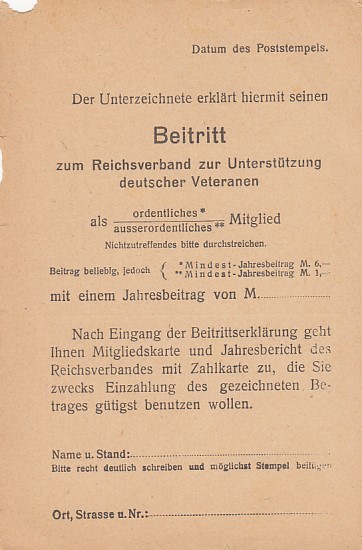 Datum des Poststempels.
Der Unterzeichnete erklärt hiermit seinen
Beitritt
zum Reichsverband zur Unterstützung
deutscher Veteranen
als ordentliches* Mitglied
ausserordentliches**
Nichtzutreffendes bitte durchstreichen.
Beitrag beliebig, jedoch { *Mindest-Jahresbeitrag M. 6,—
**Mindest-Jahresbeitrag M. 1,—
mit einem Jahresbeitrag von M.
Nach Eingang der Beitrittserklärung geht
Ihnen Mitgliedskarte und Jahresbericht des
Reichsverbandes mit Zahlkarte zu, die Sie
zwecks Einzahlung des gezeichneten Be-
trages gütigst benutzen wollen.
Name u. Stand:
Bitte recht deutlich schreiben und möglichst Stempel beifügen
Ort, Strasse u. Nr.: